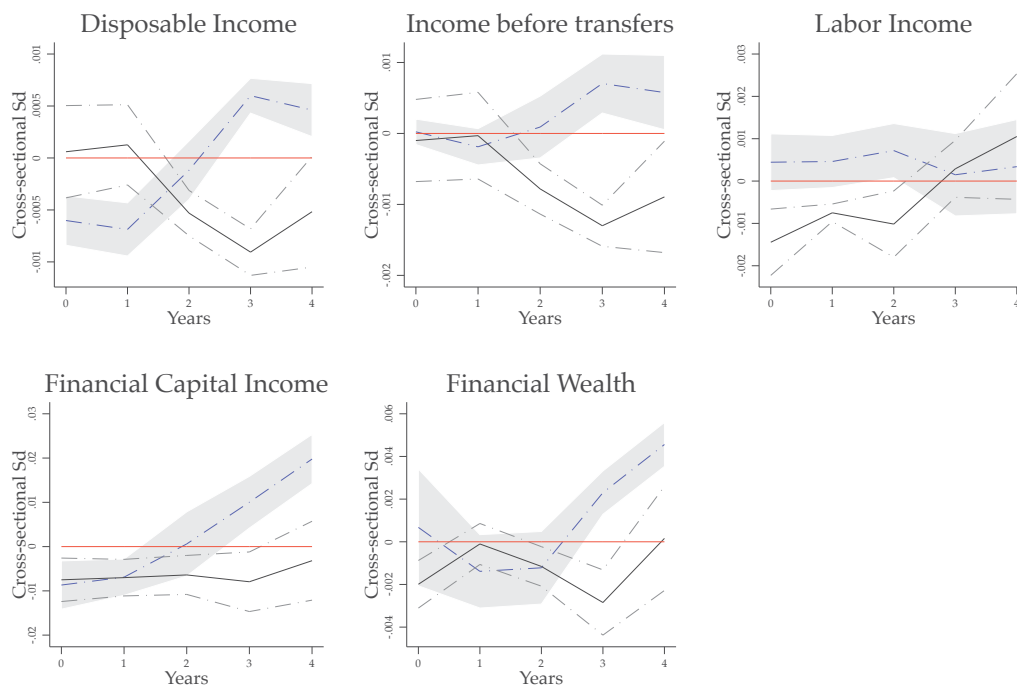 Disposable Income
Income before transfers
Labor Income
Cross-sectional Sd
.001
.0005
0
-.0005
-.001
0 1 2 3 4
Years
Cross-sectional Sd
.001
0
-.001
-.002
0 1 2 3 4
Years
Cross-sectional Sd
.003
.002
.001
0
-.001
-.002
0 1 2 3 4
Years
Financial Capital Income
Financial Wealth
Cross-sectional Sd
.03
.02
.01
0
-.01
-.02
0 1 2 3 4
Years
Cross-sectional Sd
.006
.004
.002
0
-.002
-.004
0 1 2 3 4
Years